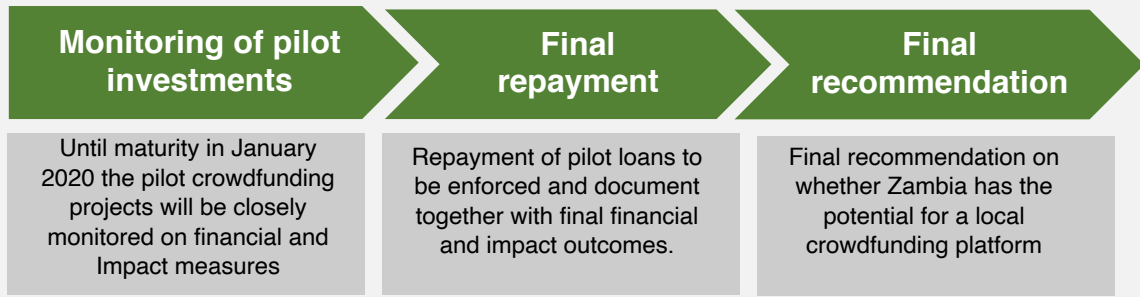 Monitoring of pilot
investments
Final
repayment
Final
recommendation
Until maturity in January
2020 the pilot crowdfunding
projects will be closely
monitored on financial and
Impact measures
Repayment of pilot loans to
be enforced and document
together with final financial
and impact outcomes.
Final recommendation on
whether Zambia has the
potential for a local
crowdfunding platform